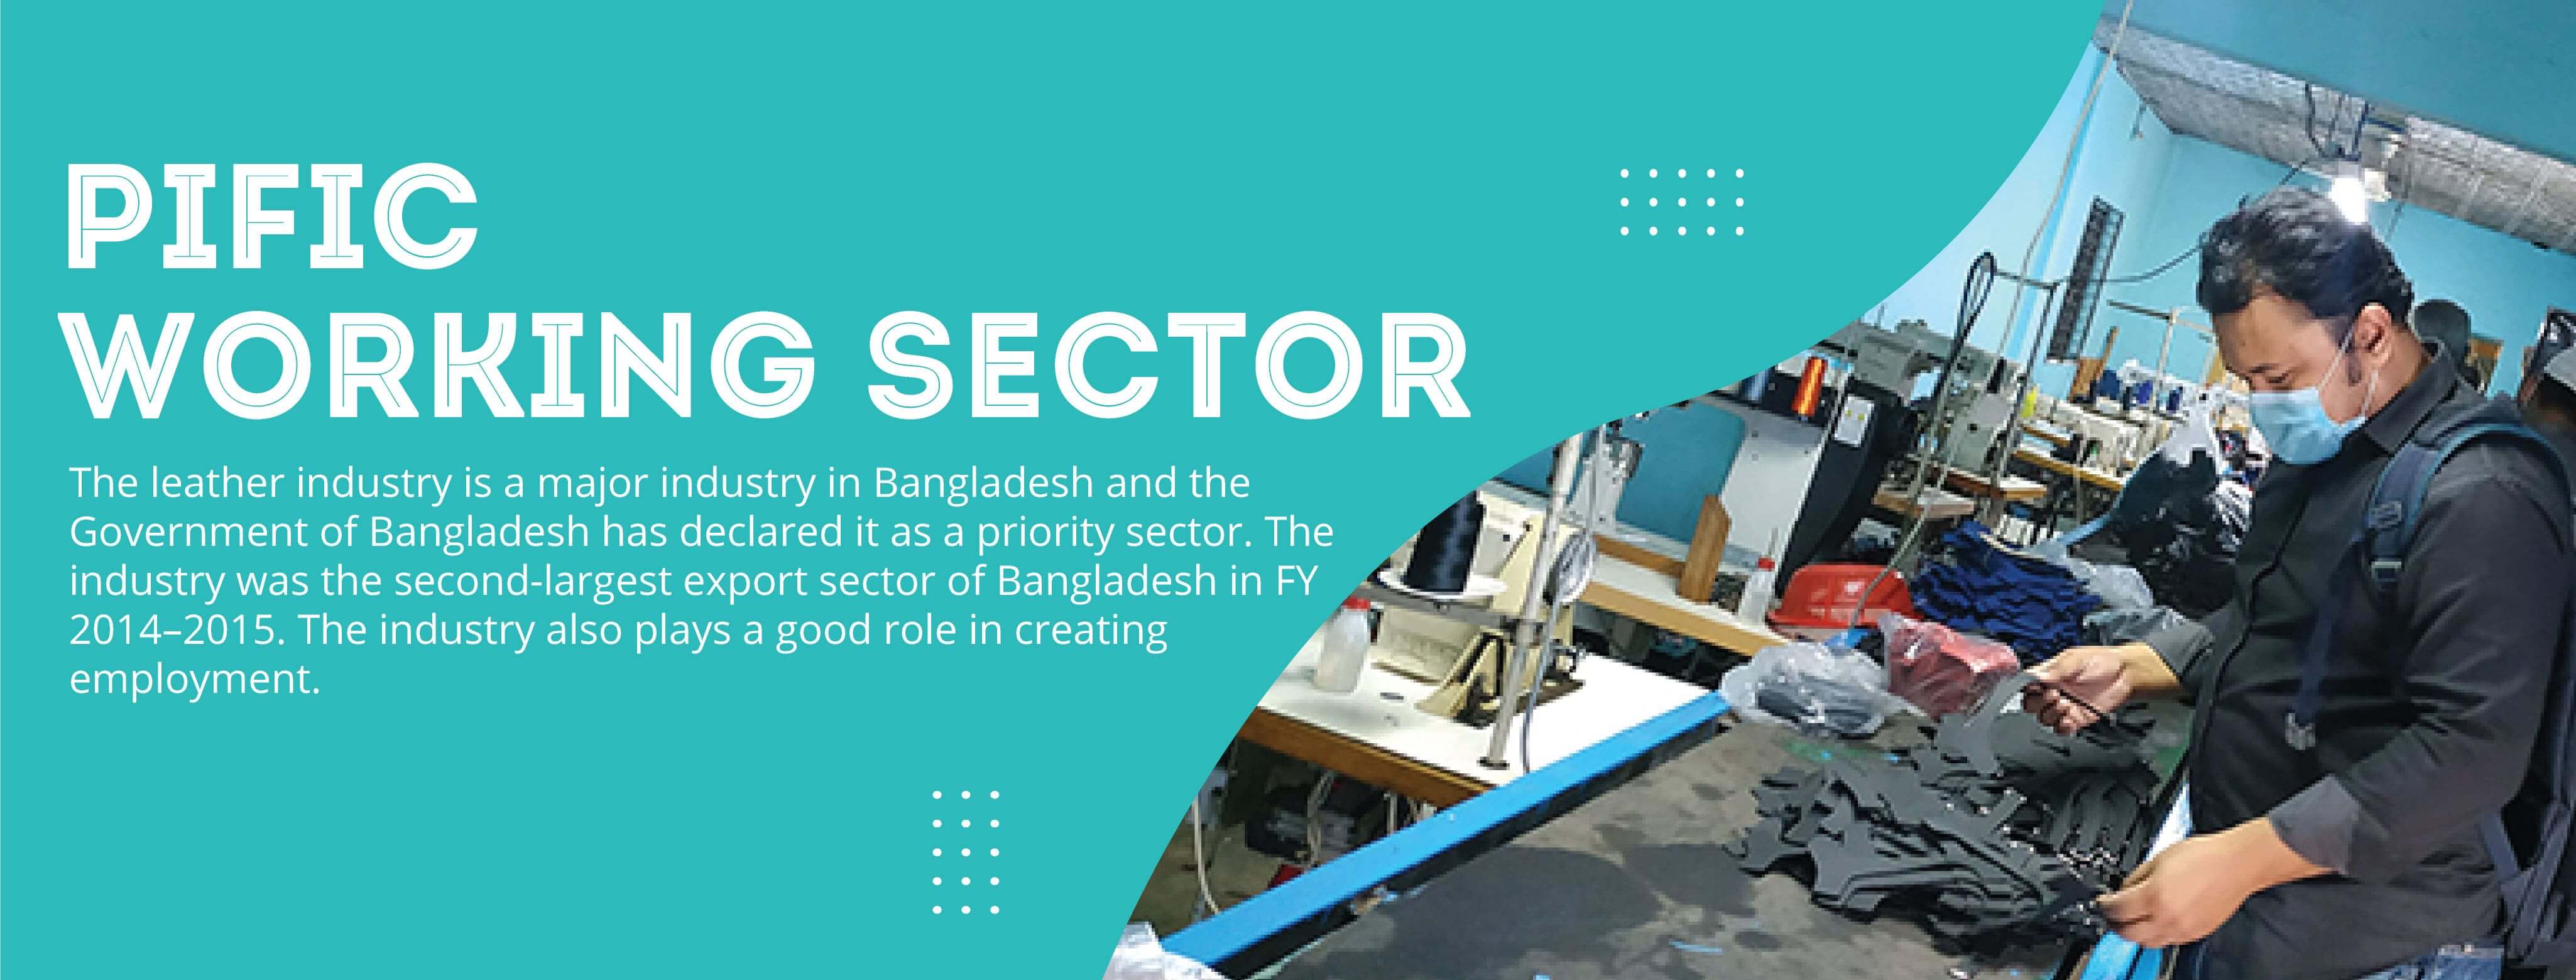 PIFIC
WORKING SECTOR
The leather industry is a major industry in Bangladesh and the
Government of Bangladesh has declared it as a priority sector. The
industry was the second-largest export sector of Bangladesh in FY
2014–2015. The industry also plays a good role in creating
employment.